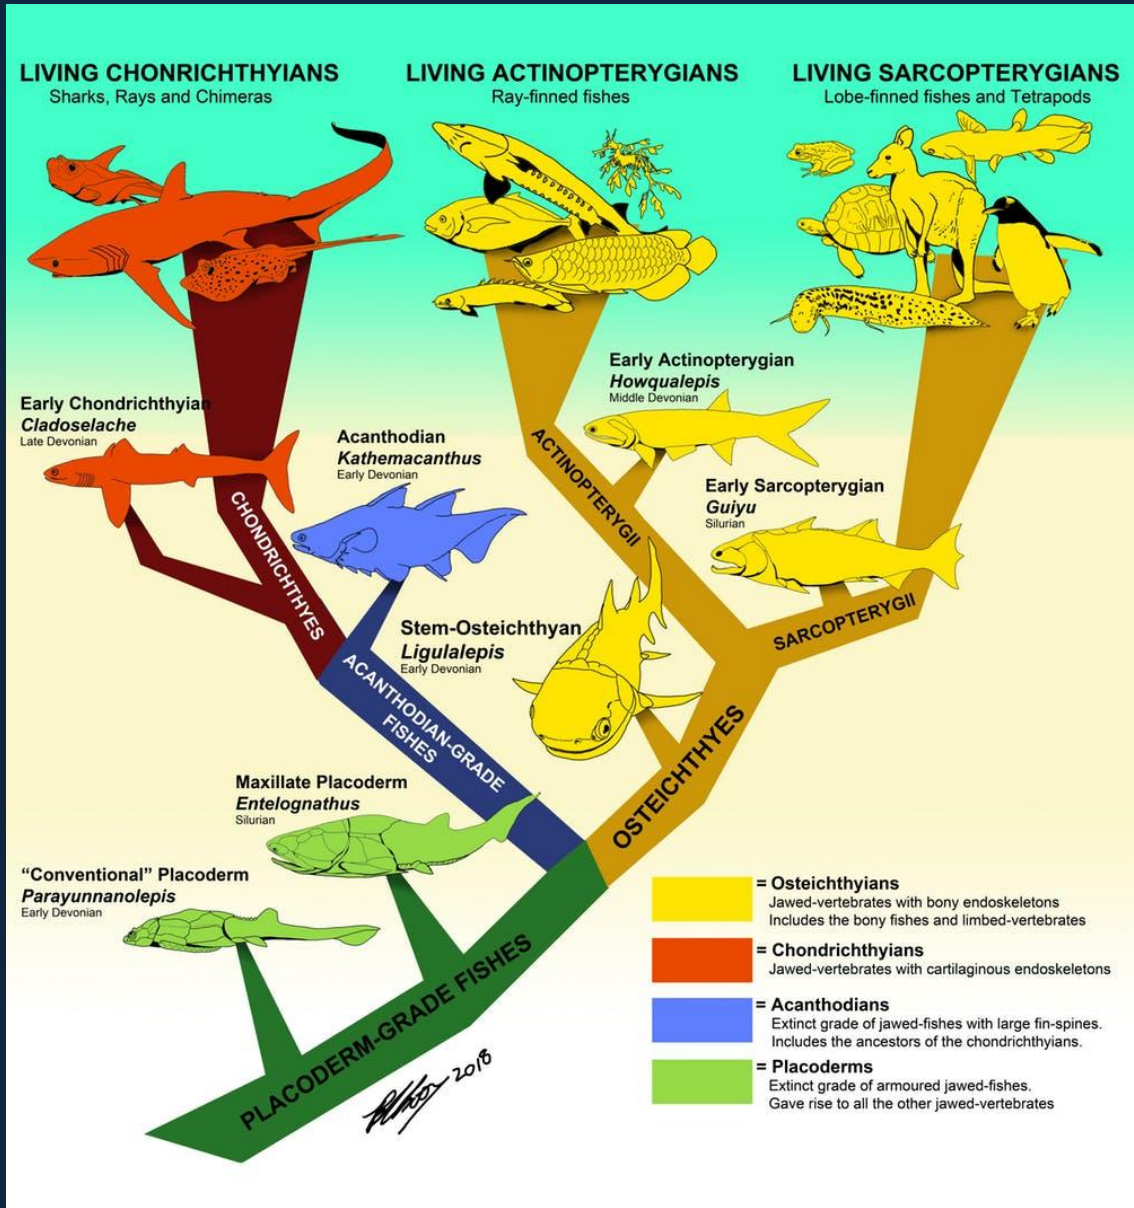 LIVING CHONRICHTHYIANS
Sharks, Rays and Chimeras
LIVING ACTINOPTERYGIANS
Ray-finned fishes
LIVING SARCOPTERYGIANS
Lobe-finned fishes and Tetrapods
Early Actinopterygian
Howqualepis
Middle Devonian
Early Chondrichthyian
Cladoselache
Late Devonian
Acanthodian
Kathemacanthus
Early Devonian
ACTINOPTERYGII
Early Sarcopterygian
Guiyu
Silurian
CHONDRICHTHYES
SARCOPTERYGII
Stem-Osteichthyan
Ligulalepis
Early Devonian
ACANTHODIAN-GRADE
FISHES
OSTEICHTHYES
Maxillate Placoderm
Entelognathus
Silurian
“Conventional” Placoderm
Parayunnanolepis
Early Devonian
PLACODERM-GRADE FISHES
= Osteichthyians
Jawed-vertebrates with bony endoskeletons
Includes the bony fishes and limbed-vertebrates
= Chondrichthyians
Jawed-vertebrates with cartilaginous endoskeletons
= Acanthodians
Extinct grade of jawed-fishes with large fin-spines.
Includes the ancestors of the chondrichthyians.
= Placoderms
Extinct grade of armoured jawed-fishes.
Gave rise to all the other jawed-vertebrates
2018